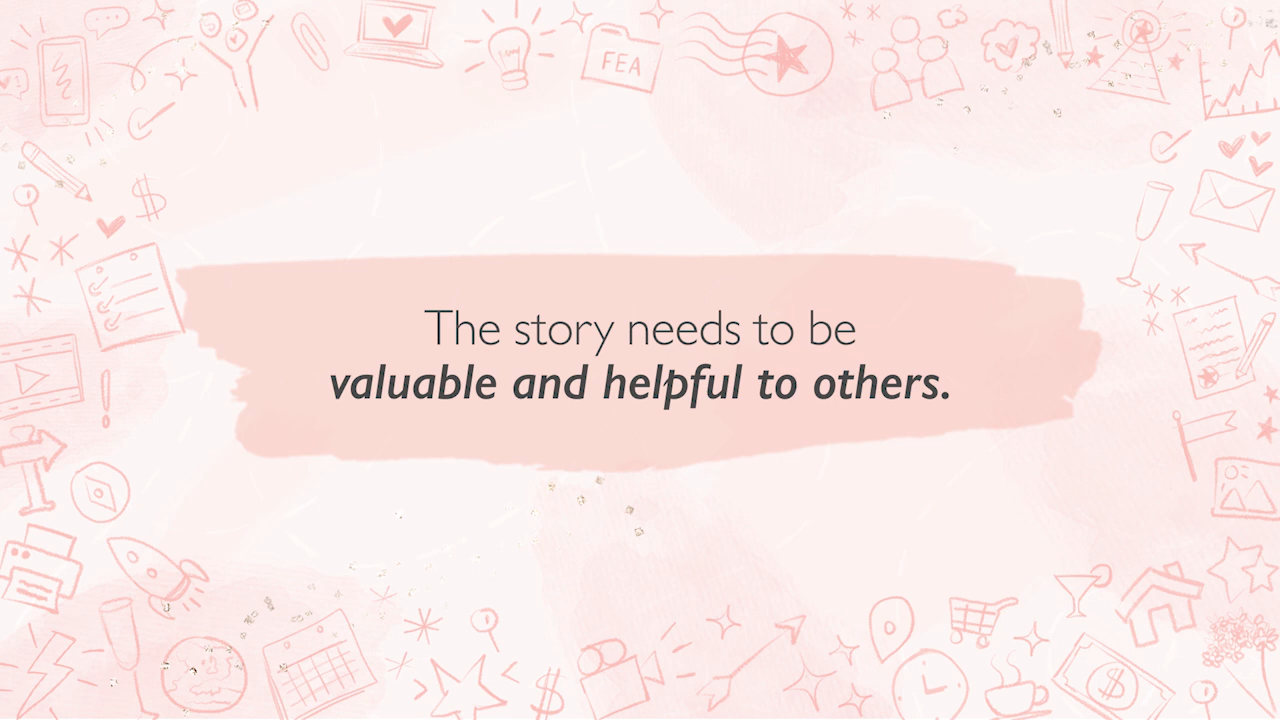 FEA
The story needs to be
valuable and helpful to others.